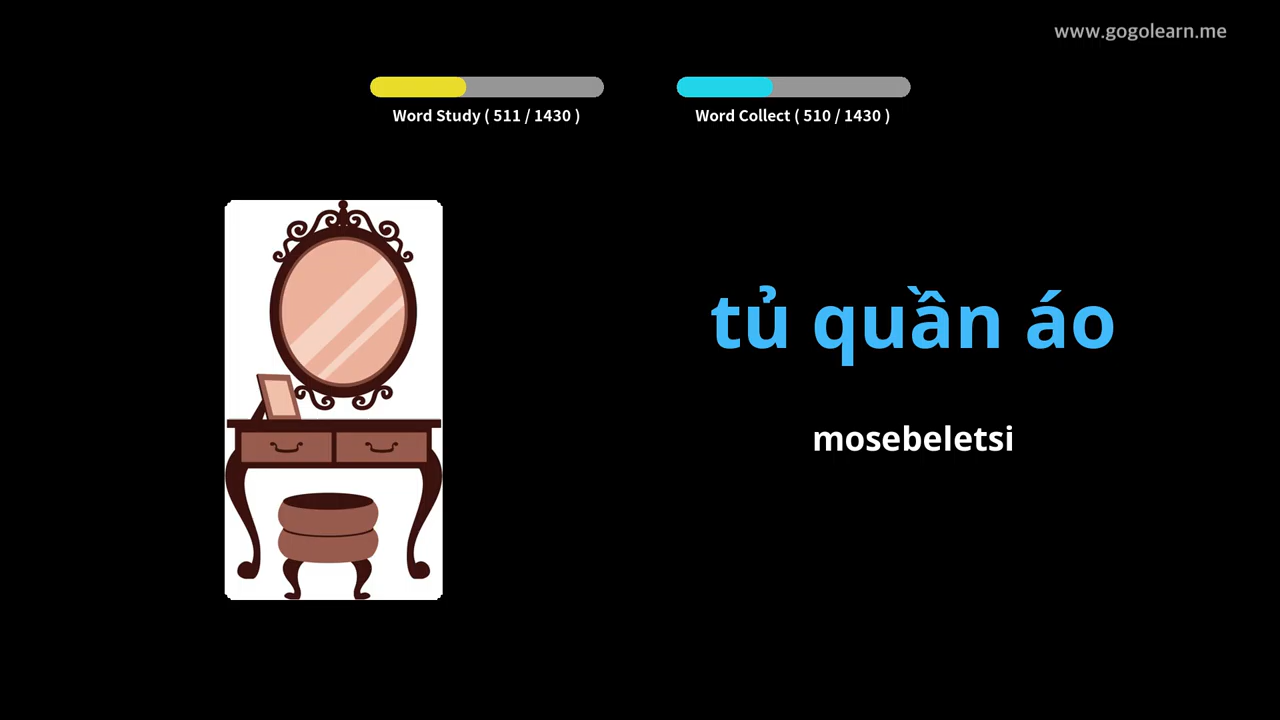 www.gogolearn.me
Word Study ( 511 / 1430 )
Word Collect ( 510 / 1430 )
tủ quần áo
mosebeletsi